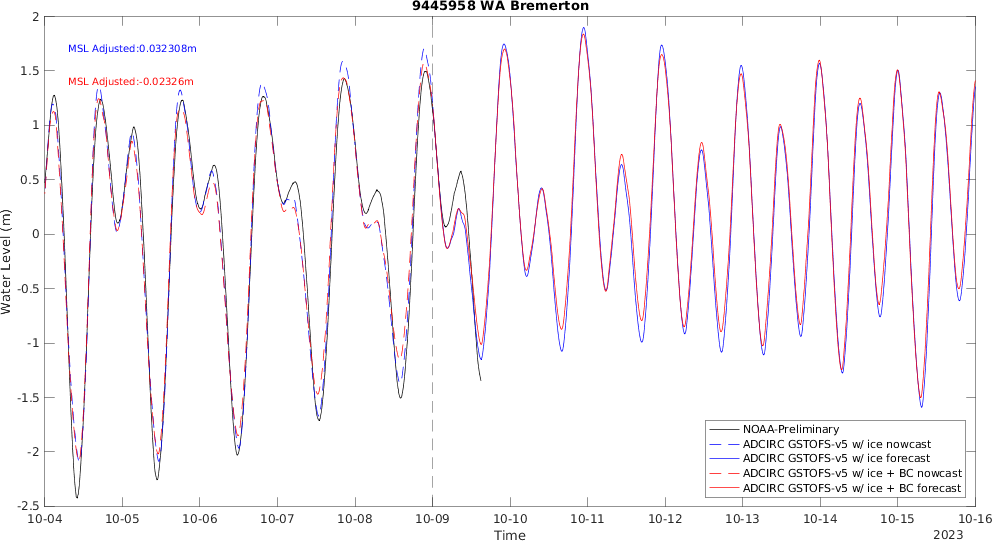 9445958 WA Bremerton
MSL Adjusted:0.032308m
MSL Adjusted:-0.02326m
Water Level (m)
2
1.5
1
0.5
0
-0.5
-1
-1.5
-2
-2.5
10-04 10-05 10-06 10-07 10-08 10-09 10-10 10-11 10-12 10-13 10-14 10-15 10-16
Time
2023
NOAA-Preliminary
ADCIRC GSTOFS-v5 w/ ice nowcast
ADCIRC GSTOFS-v5 w/ ice forecast
ADCIRC GSTOFS-v5 w/ ice + BC nowcast
ADCIRC GSTOFS-v5 w/ ice + BC forecast